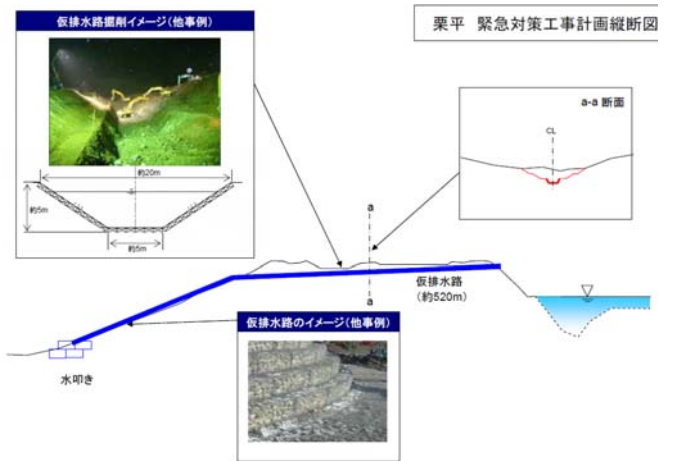 栗平 緊急対策工事計画縦断図
仮排水路掘削イメージ（他事例）
約20m
約5m
約5m
a-a 断面
CL
a
a
仮排水路
（約520m）
仮排水路のイメージ（他事例）
水叩き